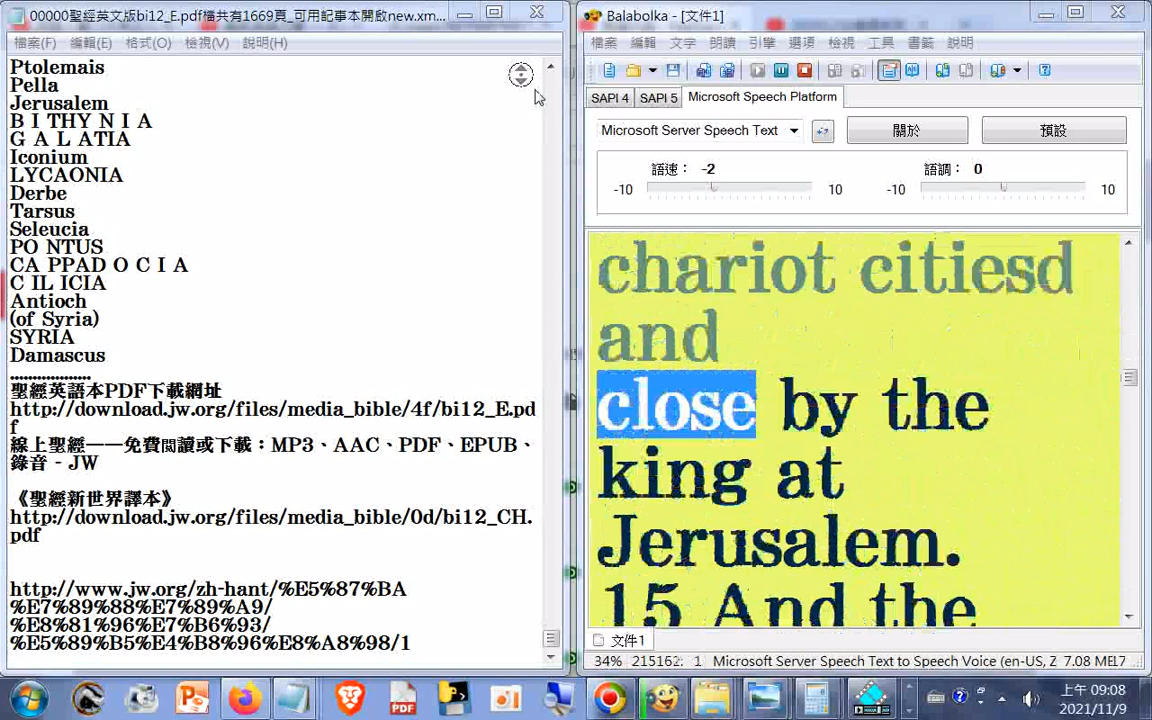 00000聖經英文版bi12_E.pdf檔共有1669頁_可用記事本開啟new.xm...
檔案(F) 編輯(E) 格式(O) 檢視(V) 說明(H)
Ptolemais
Pella
Jerusalem
B I THY N I A
G A L ATIA
Iconium
LYCAONIA
Derbe
Tarsus
Seleucia
PO NTUS
CA PPAD O C I A
C IL ICIA
Antioch
(of Syria)
SYRIA
Damascus
..................
聖經英語本PDF下載網址
http://download.jw.org/files/media_bible/4f/bi12_E.pd
f
線上聖經——免費閱讀或下載：MP3、AAC、PDF、EPUB、
錄音 - JW
《聖經新世界譯本》
http://download.jw.org/files/media_bible/0d/bi12_CH.
pdf
http://www.jw.org/zh-hant/%E5%87%BA
%E7%89%88%E7%89%A9/
%E8%81%96%E7%B6%93/
%E5%89%B5%E4%B8%96%E8%A8%98/1
Balabolka - [文件1]
檔案 編輯 文字 朗讀 引擎 選項 檢視 工具 書籤 說明
SAPI 4 SAPI 5 Microsoft Speech Platform
Microsoft Server Speech Text 關於 預設
語速： -2 語調： 0
-10 10 -10 10
chariot citiesd
and
close by the
king at
Jerusalem.
15 And the
文件1
34% 215162: 1 Microsoft Server Speech Text to Speech Voice (en-US, Z 7.08 МЕL7
上午 09:08
2021/11/9